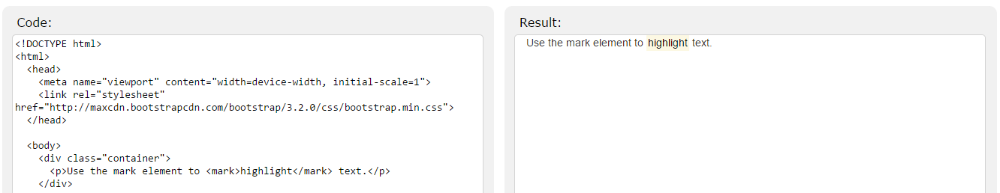 Code:
<!DOCTYPE html>
<html>
  <head>
    <meta name="viewport" content="width=device-width, initial-scale=1">
    <link rel="stylesheet"
href="http://maxcdn.bootstrapcdn.com/bootstrap/3.2.0/css/bootstrap.min.css">
  </head>

  <body>
    <div class="container">
      <p>Use the mark element to <mark>highlight</mark> text.</p>
    </div>
Result:
Use the mark element to highlight text.